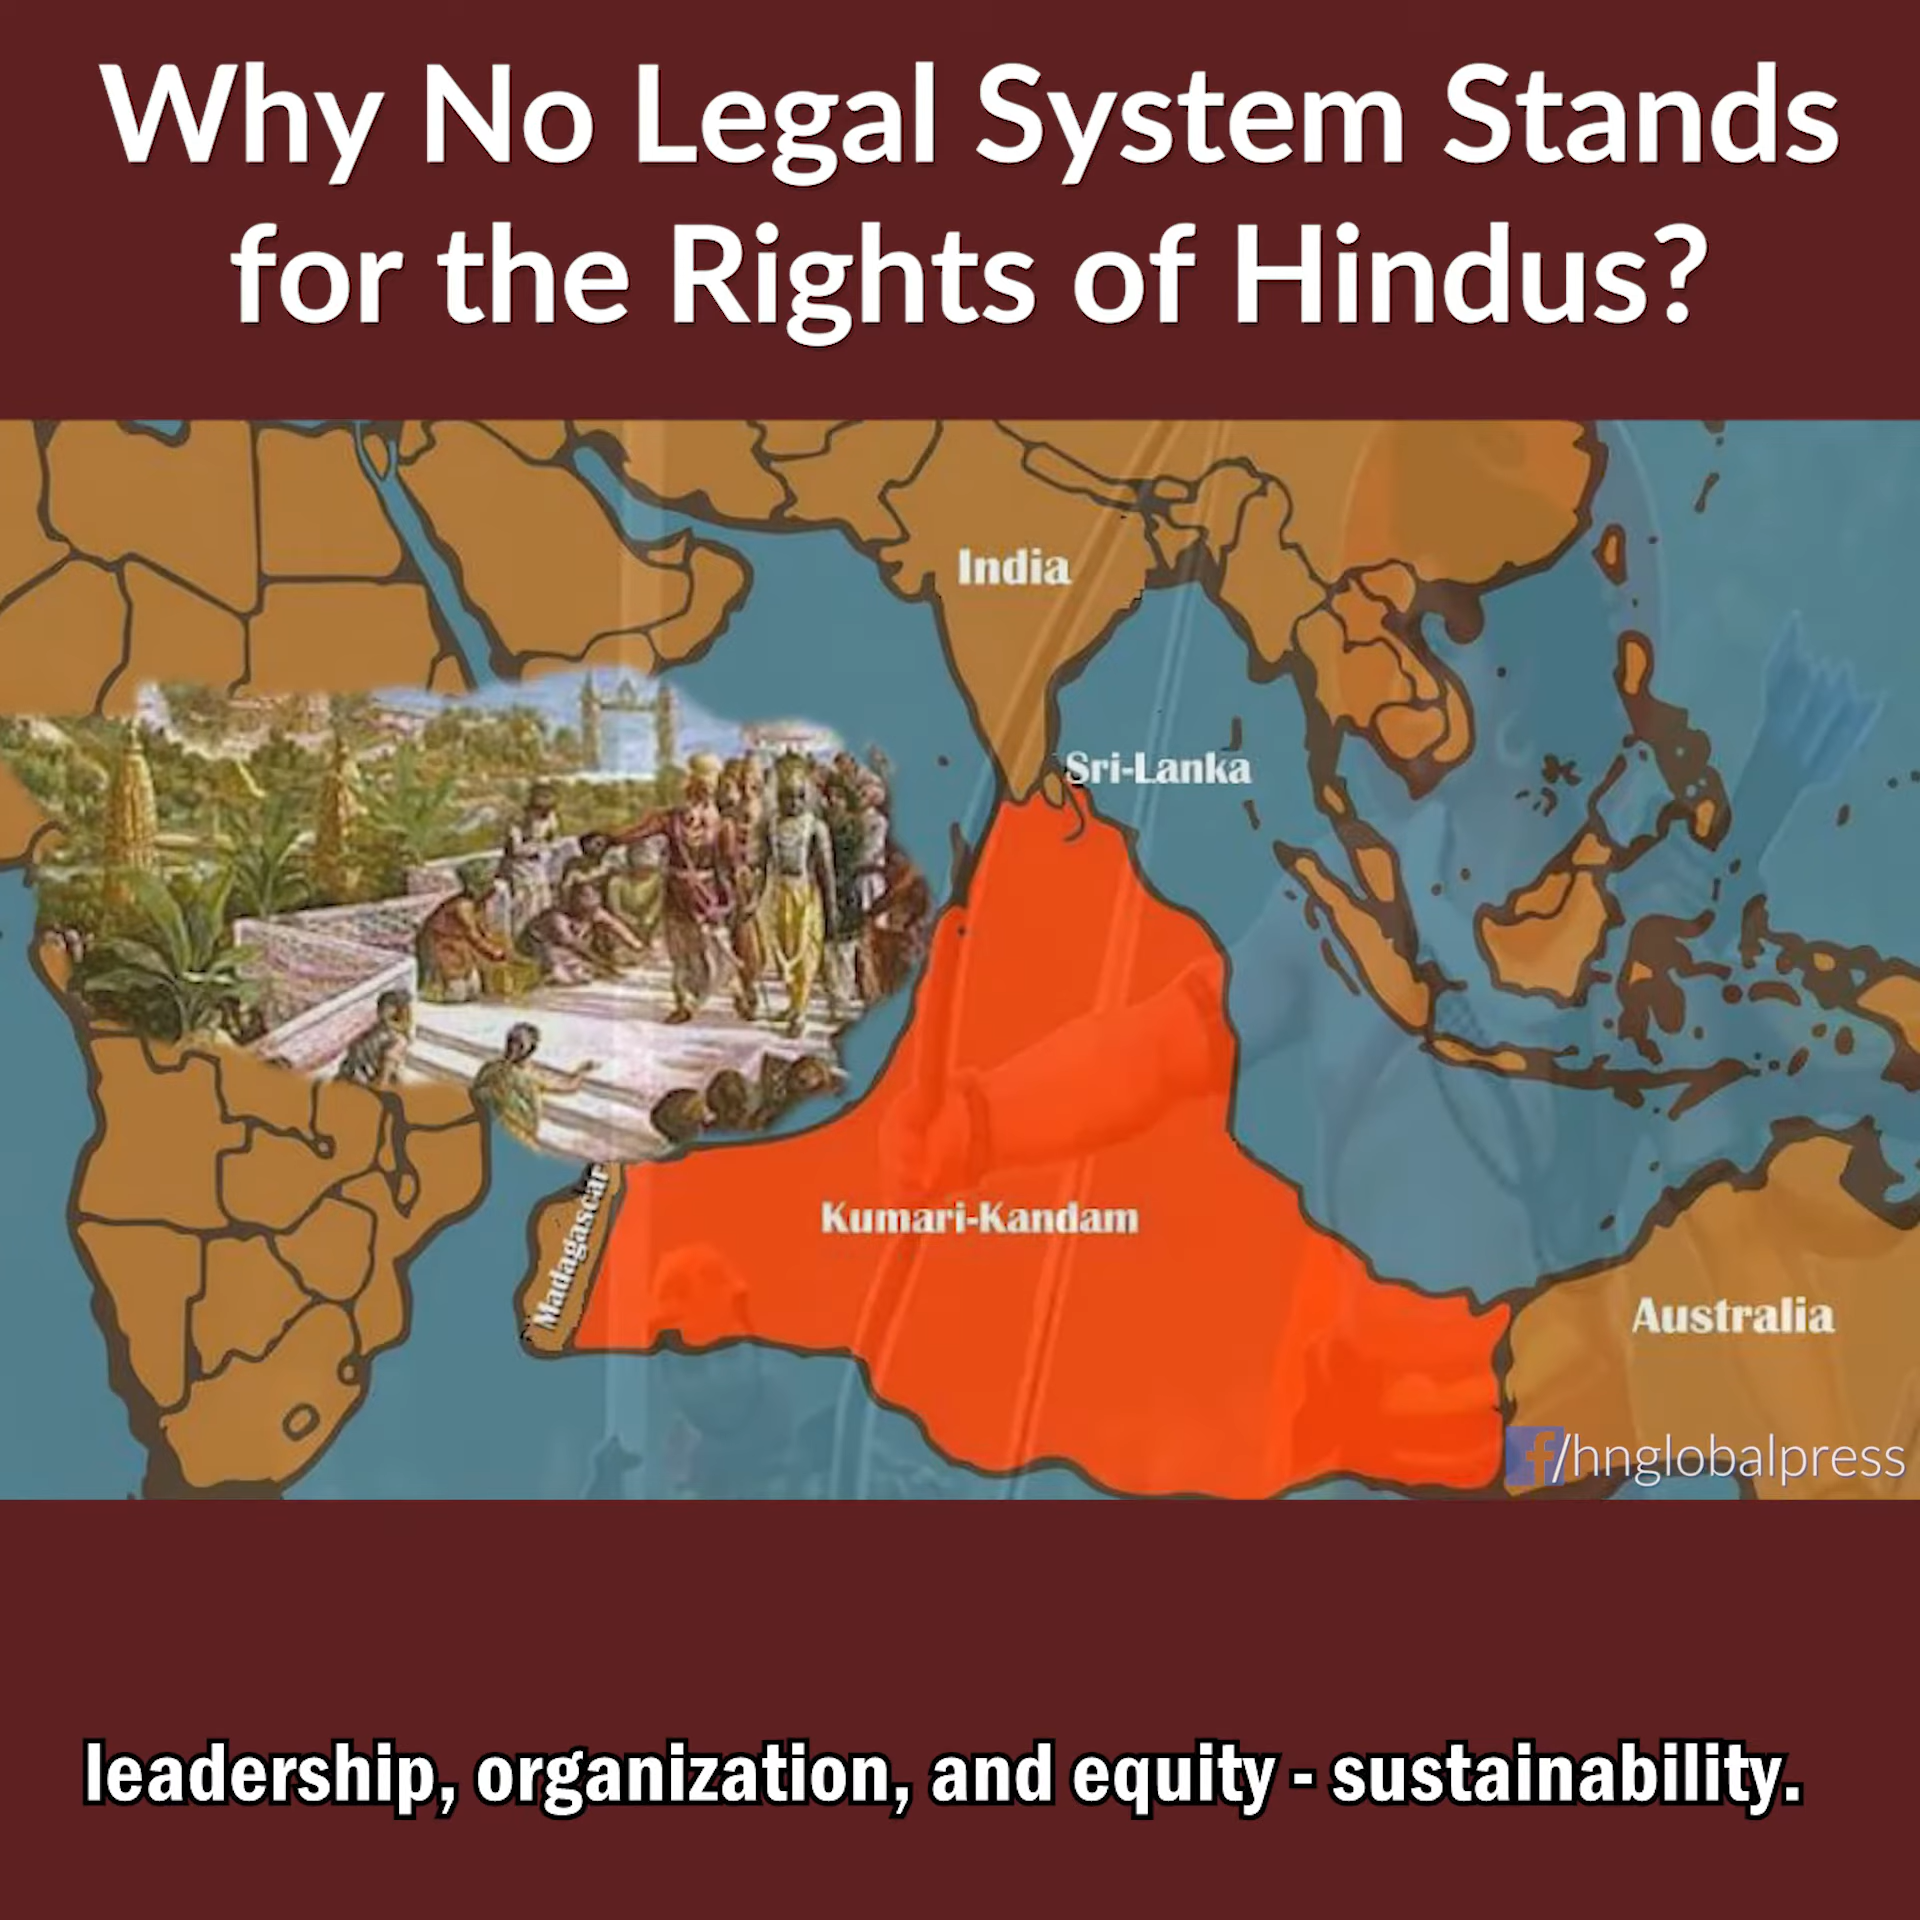 Why No Legal System Stands
for the Rights of Hindus?
India
Sri-Lanka
Kumari-Kandam
Madagascar
Australia
f/hnglobalpress
leadership, organization, and equity - sustainability.